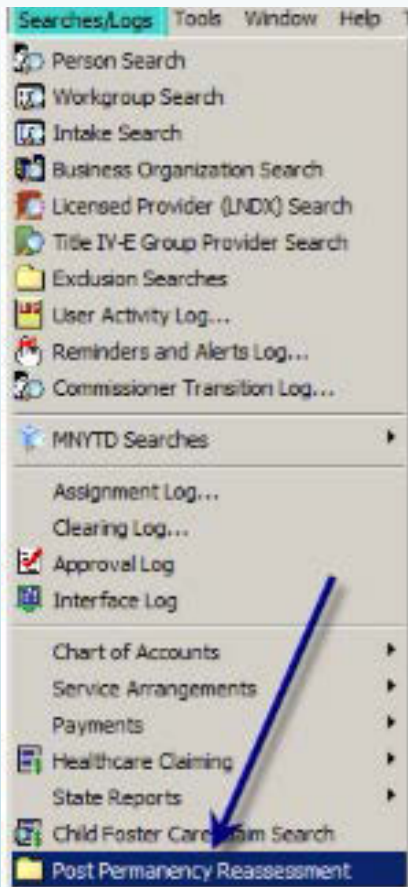 Searches/Logs Tools Window Help
Person Search
Workgroup Search
Intake Search
Business Organization Search
Licensed Provider (LNDX) Search
Title IV-E Group Provider Search
Exclusion Searches
User Activity Log...
Reminders and Alerts Log...
Commissioner Transition Log...
MNYTD Searches
Assignment Log...
Clearing Log...
Approval Log
Interface Log
Chart of Accounts
Service Arrangements
Payments
Healthcare Claiming
State Reports
Child Foster Care Claim Search
Post Permanency Reassessment